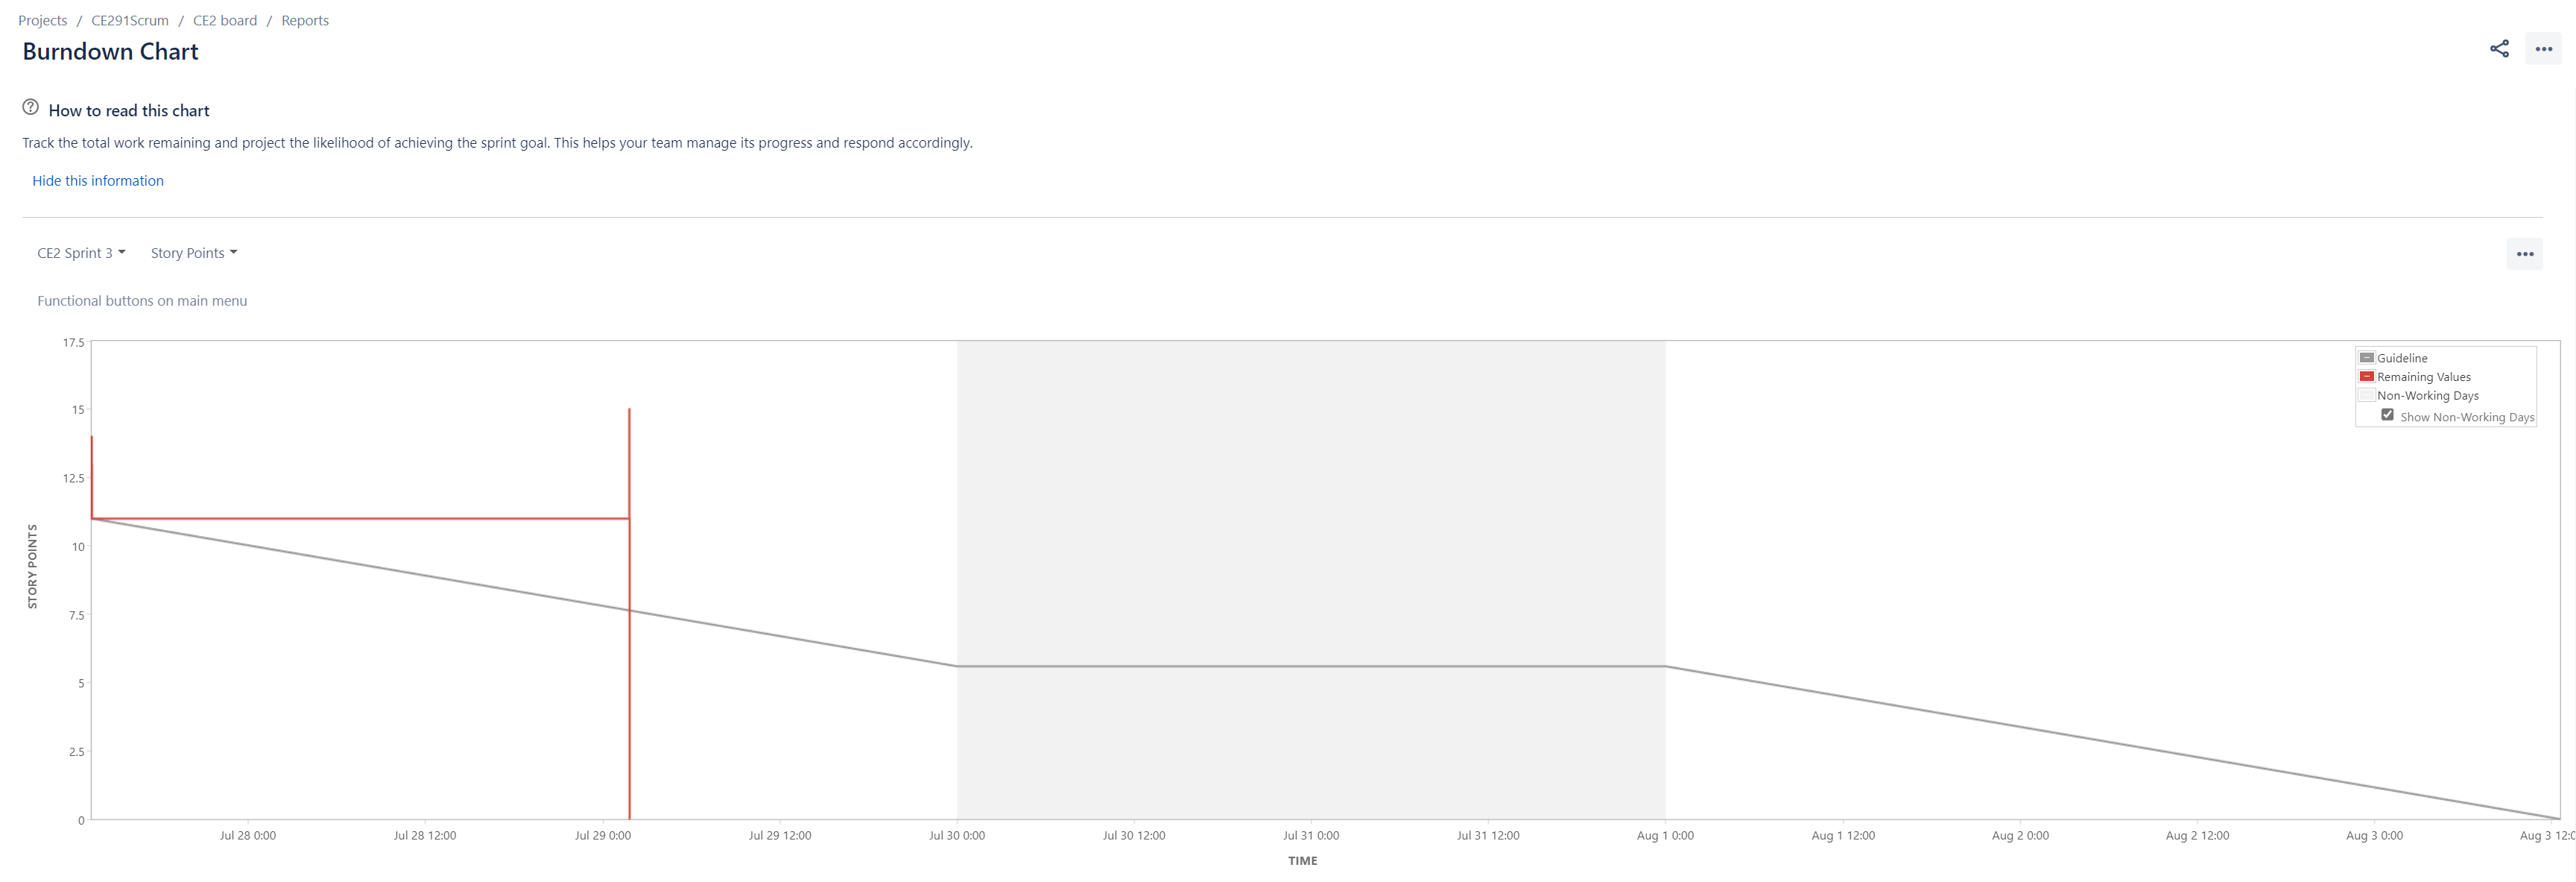 Projects / CE291Scrum / CE2 board / Reports
Burndown Chart
How to read this chart
Track the total work remaining and project the likelihood of achieving the sprint goal. This helps your team manage its progress and respond accordingly.
Hide this information
CE2 Sprint 3 Story Points
Functional buttons on main menu
17.5
15
12.5
10
7.5
5
2.5
0
STORY POINTS
Guideline
Remaining Values
Non-Working Days
Show Non-Working Days
Jul 28 0:00 Jul 28 12:00 Jul 29 0:00 Jul 29 12:00 Jul 30 0:00 Jul 30 12:00 Jul 31 0:00 Jul 31 12:00 Aug 1 0:00 Aug 1 12:00 Aug 2 0:00 Aug 2 12:00 Aug 3 0:00 Aug 3 12:0
TIME